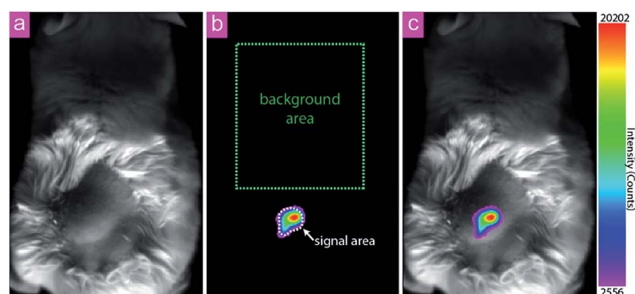 a
b
c
background
area
signal area
20202
Intensity (Counts)
2556